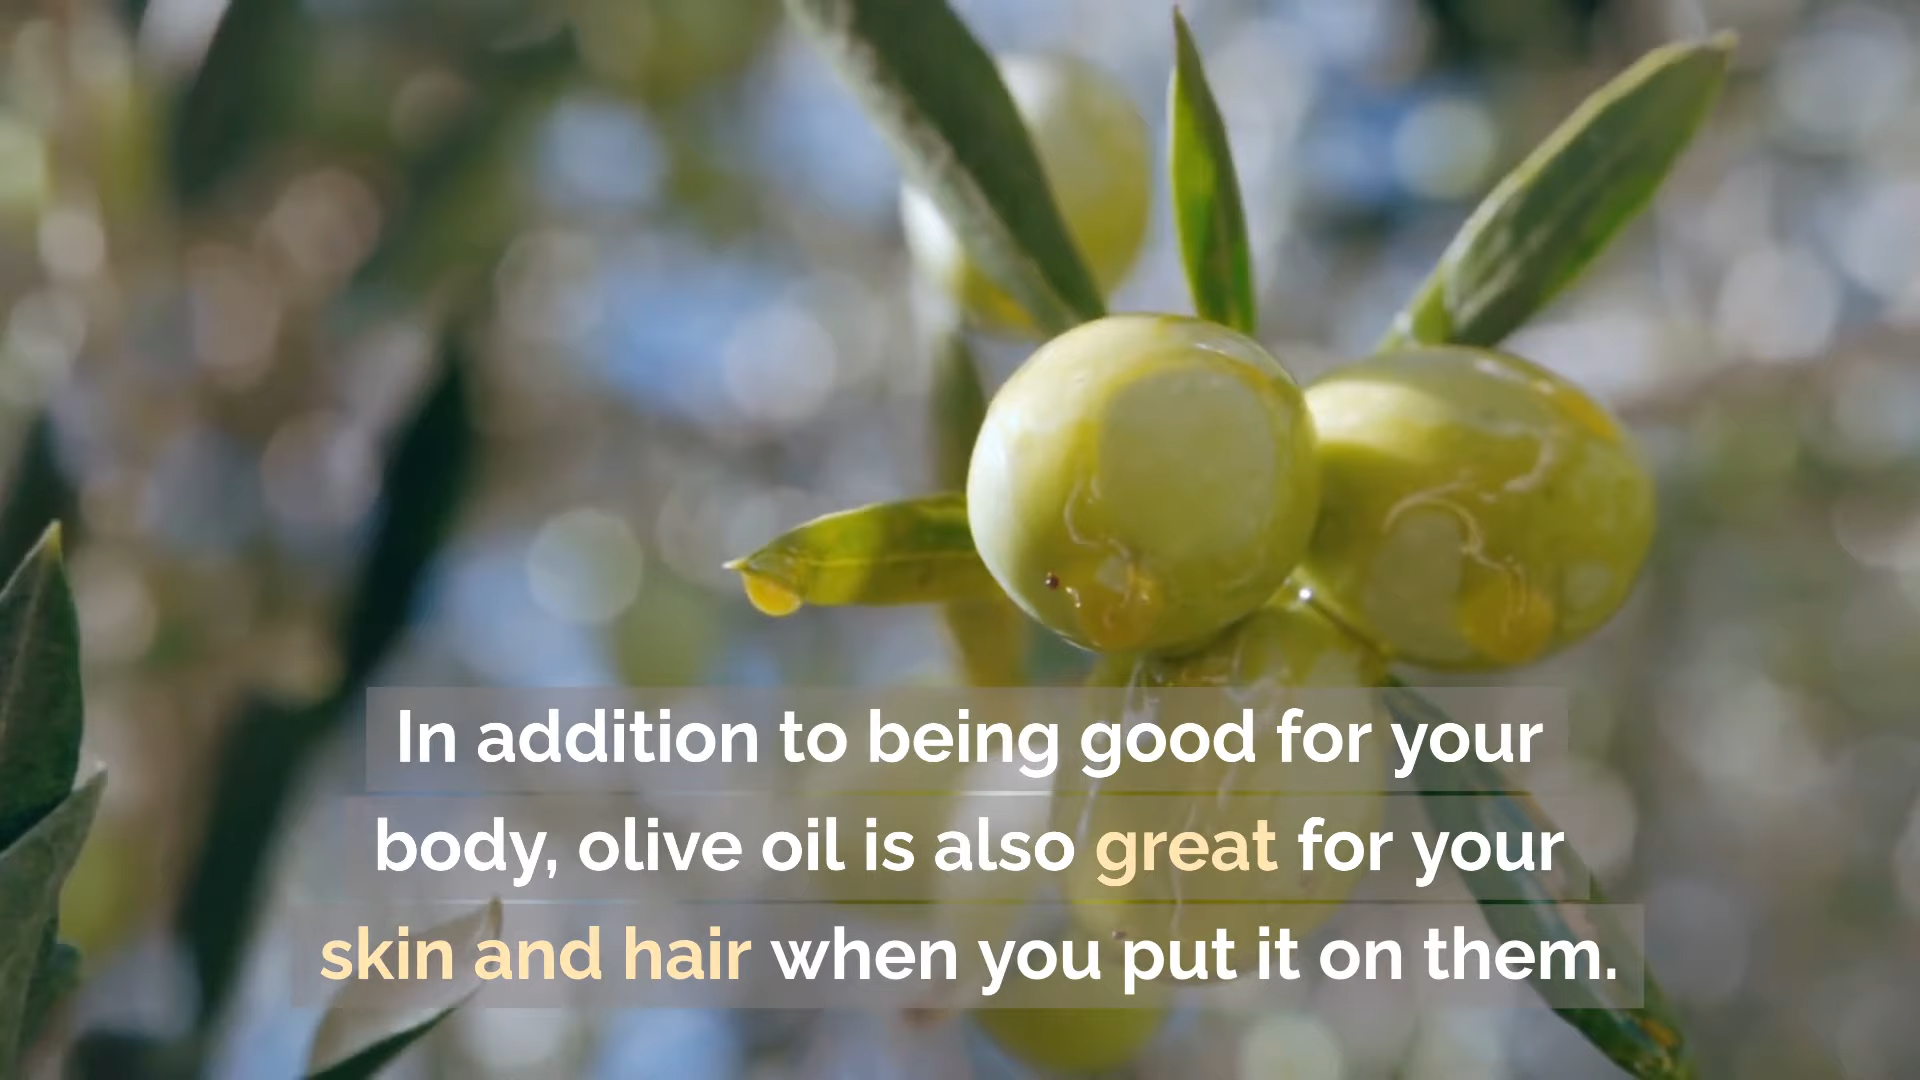 In addition to being good for your
body, olive oil is also great for your
skin and hair when you put it on them.